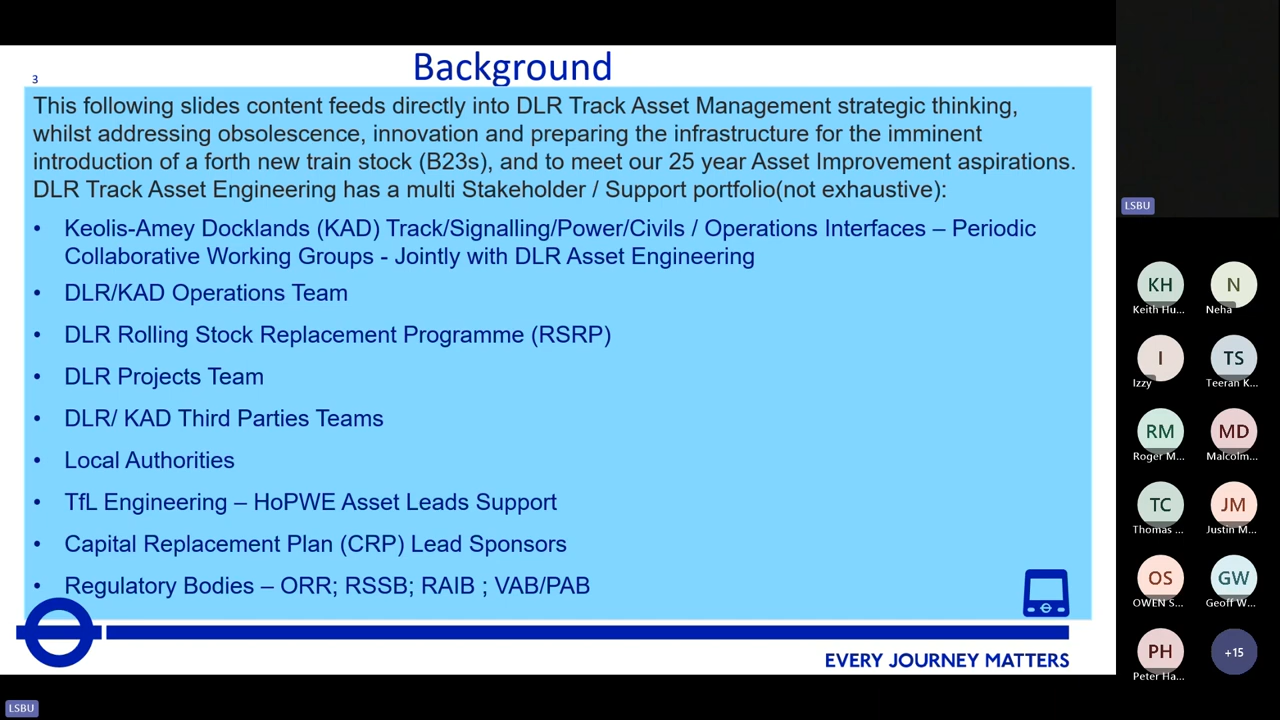 Background
3
This following slides content feeds directly into DLR Track Asset Management strategic thinking,
whilst addressing obsolescence, innovation and preparing the infrastructure for the imminent
introduction of a forth new train stock (B23s), and to meet our 25 year Asset Improvement aspirations.
DLR Track Asset Engineering has a multi Stakeholder / Support portfolio(not exhaustive):
• Keolis-Amey Docklands (KAD) Track/Signalling/Power/Civils / Operations Interfaces – Periodic
Collaborative Working Groups - Jointly with DLR Asset Engineering
• DLR/KAD Operations Team
• DLR Rolling Stock Replacement Programme (RSRP)
• DLR Projects Team
• DLR/ KAD Third Parties Teams
• Local Authorities
• TfL Engineering – HoPWE Asset Leads Support
• Capital Replacement Plan (CRP) Lead Sponsors
• Regulatory Bodies – ORR; RSSB; RAIB ; VAB/PAB
EVERY JOURNEY MATTERS
LSBU
LSBU
KH N
Keith Hu... Neha
I TS
Izzy Teeran K...
RM MD
Roger M... Malcolm...
TC JM
Thomas ... Justin M...
OS GW
OWEN S... Geoff W...
PH +15
Peter Ha...